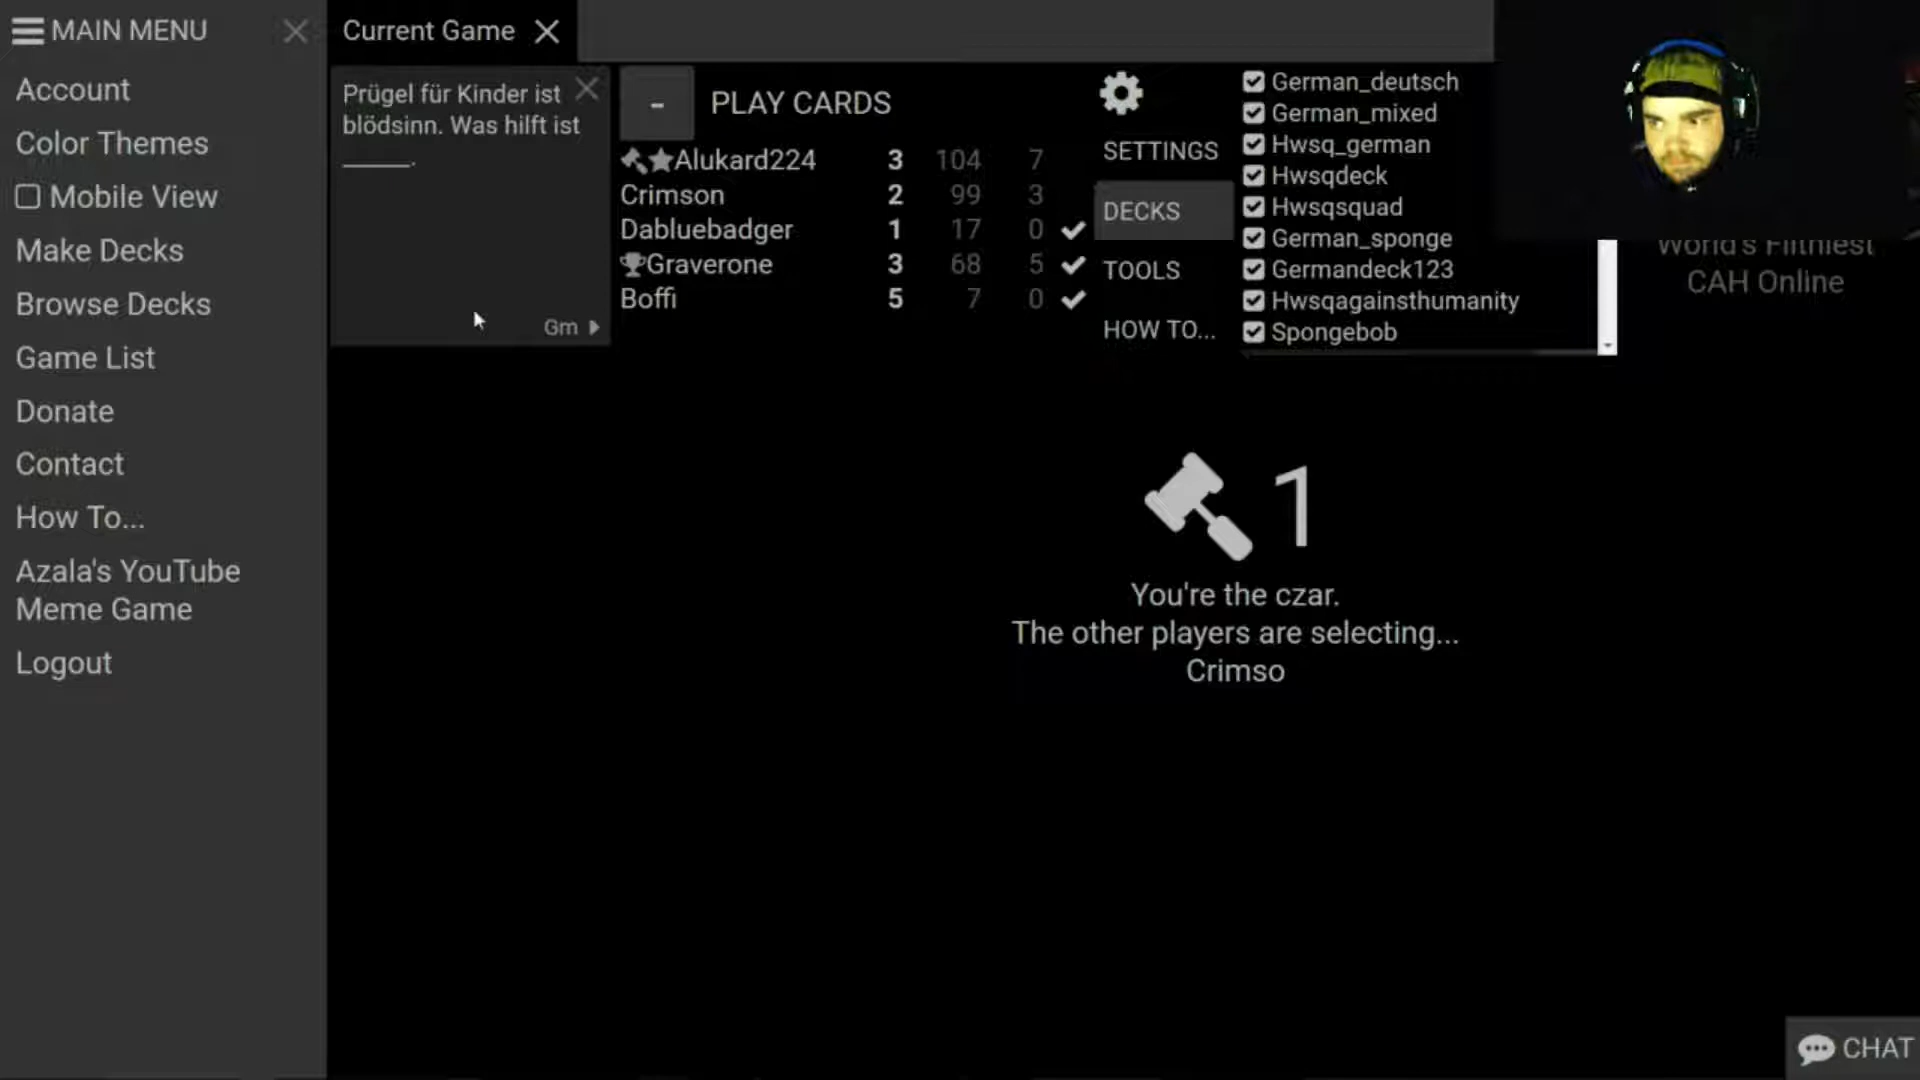 MAIN MENU
Account
Color Themes
Mobile View
Make Decks
Browse Decks
Game List
Donate
Contact
How To...
Azala's YouTube
Meme Game
Logout
Current Game
Prügel für Kinder ist
blödsinn. Was hilft ist
______.
Gm
- PLAY CARDS
Alukard224 3 104 7
Crimson 2 99 3
Dabluebadger 1 17 0
Graverone 3 68 5
Boffi 5 7 0
SETTINGS
DECKS
TOOLS
HOW TO...
German_deutsch
German_mixed
Hwsq_german
Hwsqdeck
Hwsqsquad
German_sponge
Germandeck123
Hwsqagainsthumanity
Spongebob
World's Filthiest
CAH Online
1
You're the czar.
The other players are selecting...
Crimso
CHAT